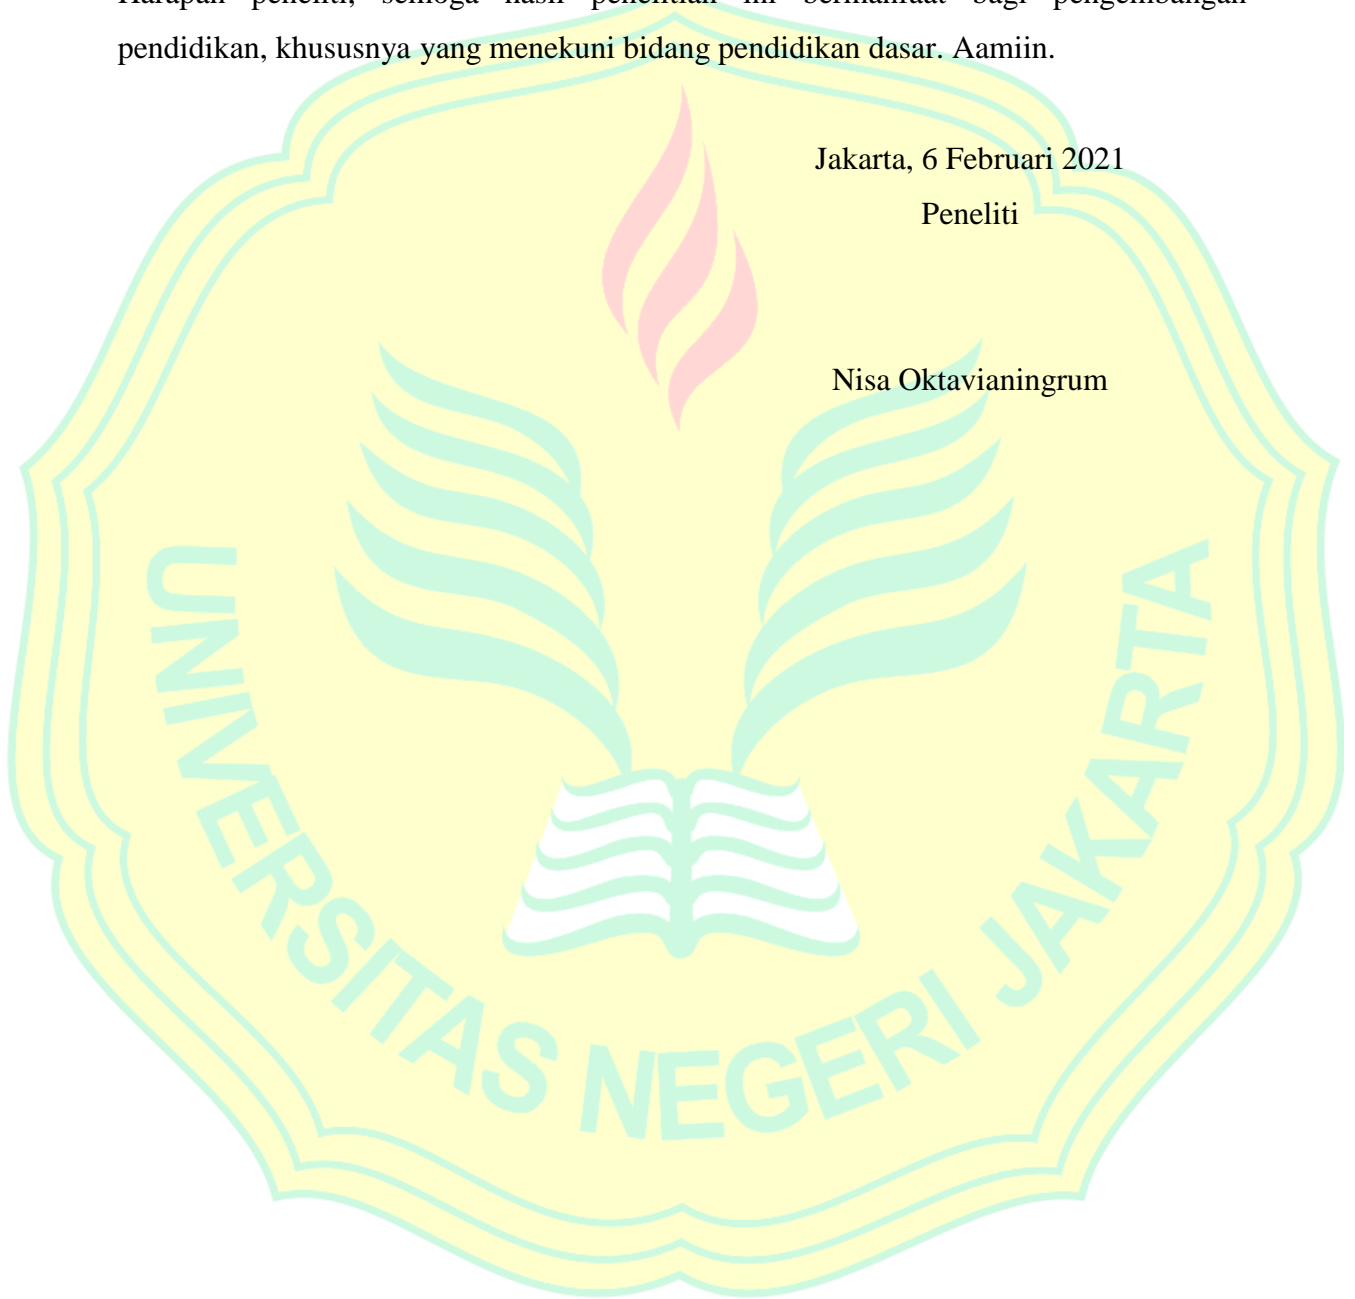 Harapan peneliti, semoga hasil penelitian ini bermanfaat bagi pengembangan
pendidikan, khususnya yang menekuni bidang pendidikan dasar. Aamiin.
Jakarta, 6 Februari 2021
Peneliti
Nisa Oktavianingrum
UNIVERSITAS NEGERI JAKARTA